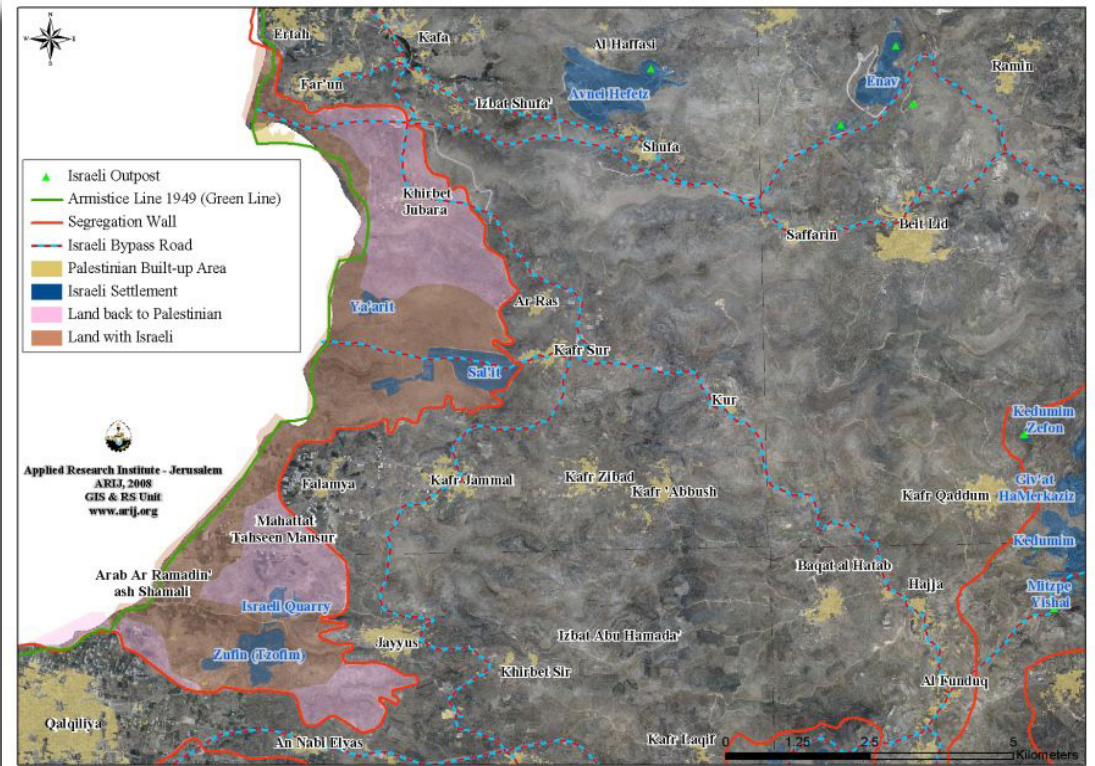 N
W
E
S
Ertah
Kafa
Al Haffasi
Far'un
Avnei Hefetz
Enav
Ramin
Izbat Shufa'
Shufa
Israeli Outpost
Armistice Line 1949 (Green Line)
Segregation Wall
Israeli Bypass Road
Palestinian Built-up Area
Israeli Settlement
Land back to Palestinian
Land with Israeli
Khirbet
Jubara
Saffarin
Beit Lid
Ya'arit
Ar Ras
Kafr Sur
Sal'it
Kur
Kedumim
Zefon
Applied Research Institute - Jerusalem
ARIJ, 2008
GIS & RS Unit
www.arij.org
Falamya
Kafr Jammal
Kafr Zibad
Kafr 'Abbush
Kafr Qaddum
Giv'at
HaMerkaziz
Mahattat
Tahseen Mansur
Kedumim
Arab Ar Ramadin'
ash Shamali
Baqat al Hatab
Hajja
Mitzpe
Yishai
Israeli Quarry
Jayyus
Izbat Abu Hamada'
Zufin (Tzofim)
Khirbet Sir
Al Funduq
Qalqiliya
An Nabi Elyas
Kafr Laqif
0 1.25 2.5 5
Kilometers